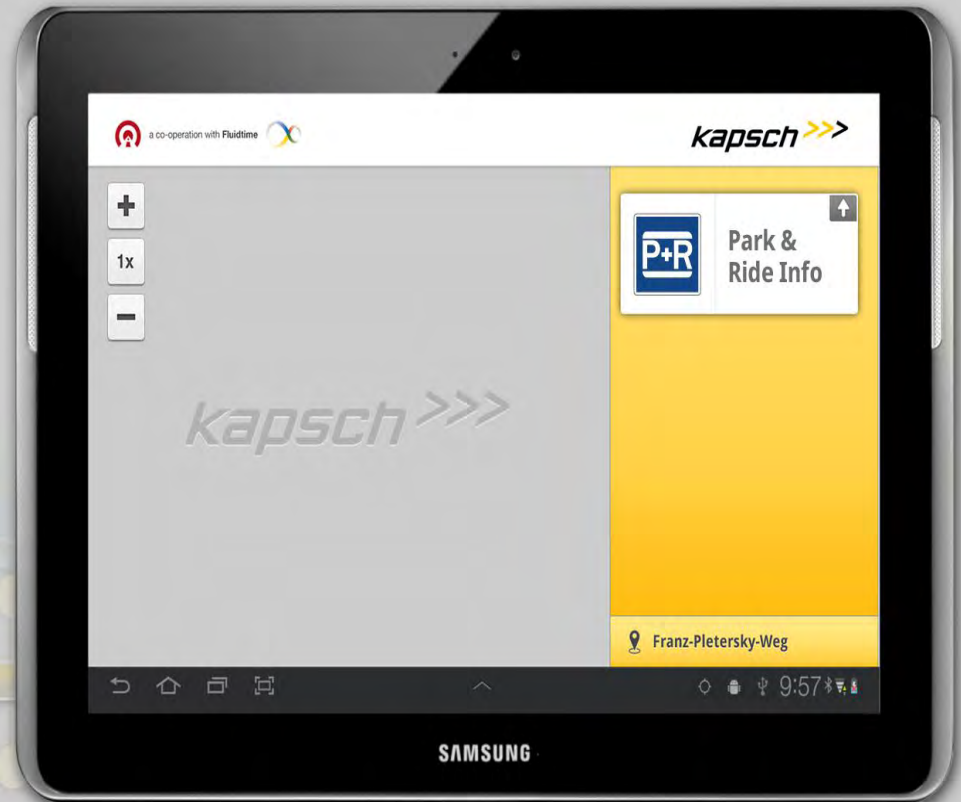 a co-operation with Fluidtime
kapsch >>>
+
1x
−
P+R
Park &
Ride Info
kapsch >>>
Franz-Pletersky-Weg
9:57
SAMSUNG